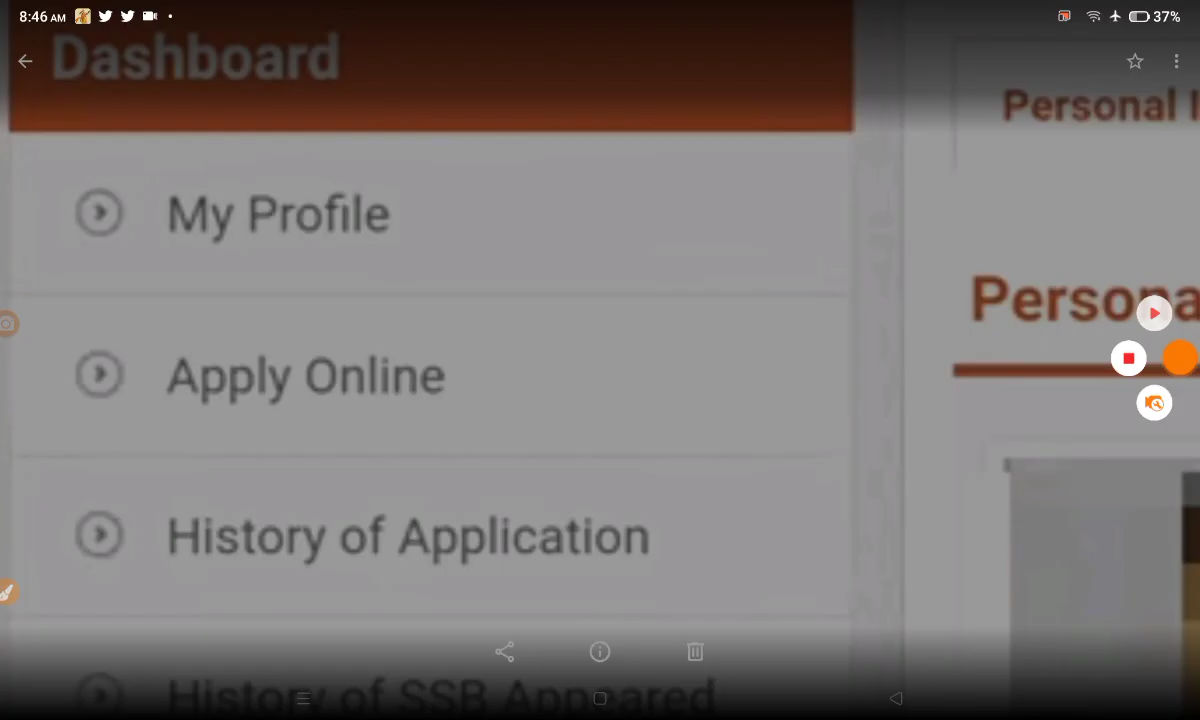 8:46 AM
37%
Dashboard
Personal I
My Profile
Persona
Apply Online
History of Application
History of SSB Appeared